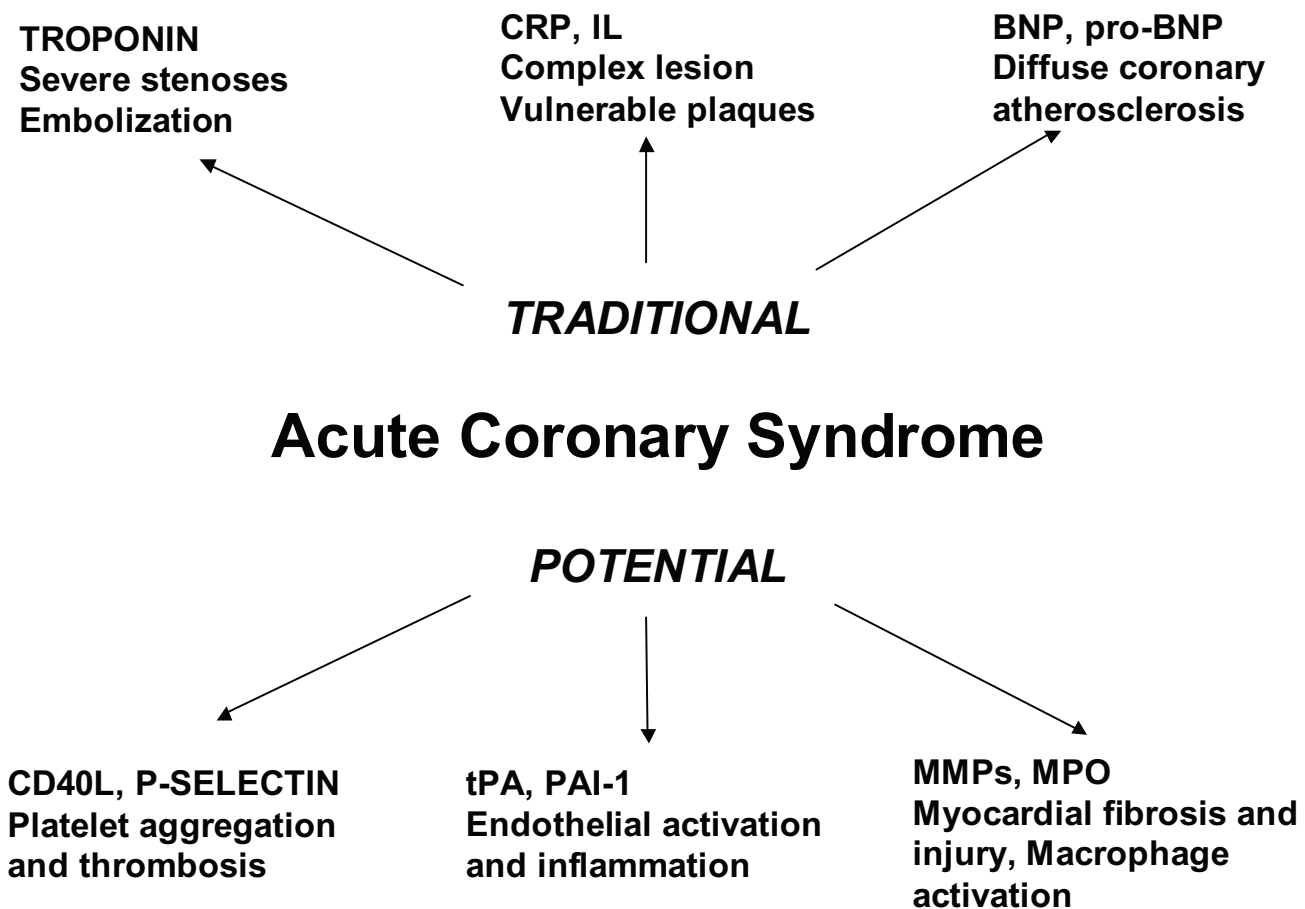 TROPONIN
Severe stenoses
Embolization
CRP, IL
Complex lesion
Vulnerable plaques
BNP, pro-BNP
Diffuse coronary
atherosclerosis
TRADITIONAL
Acute Coronary Syndrome
POTENTIAL
CD40L, P-SELECTIN
Platelet aggregation
and thrombosis
tPA, PAI-1
Endothelial activation
and inflammation
MMPs, MPO
Myocardial fibrosis and
injury, Macrophage
activation